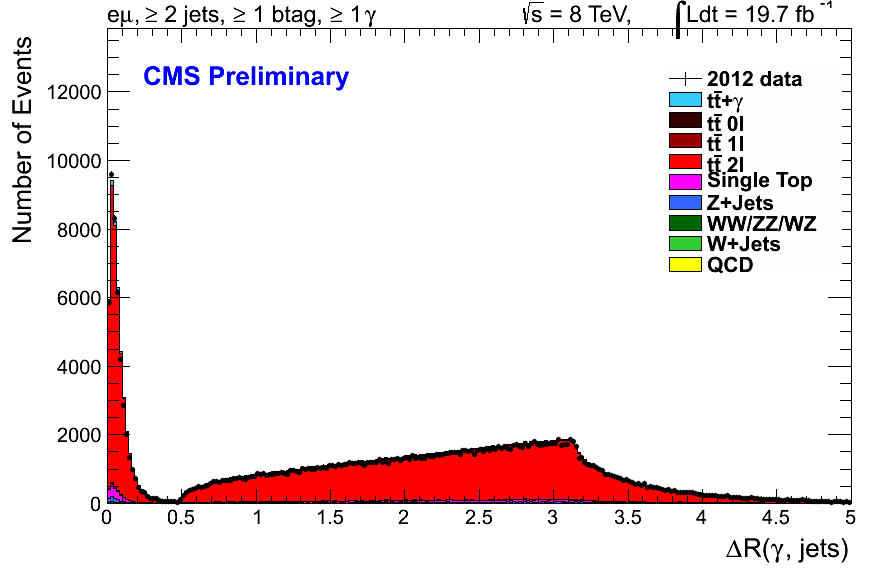 eμ, ≥ 2 jets, ≥ 1 btag, ≥ 1 γ √s = 8 TeV, ∫Ldt = 19.7 fb⁻¹
Number of Events
CMS Preliminary
2012 data
tt̄+γ
tt̄ 0l
tt̄ 1l
tt̄ 2l
Single Top
Z+Jets
WW/ZZ/WZ
W+Jets
QCD
12000
10000
8000
6000
4000
2000
0
0 0.5 1 1.5 2 2.5 3 3.5 4 4.5 5
ΔR(γ, jets)